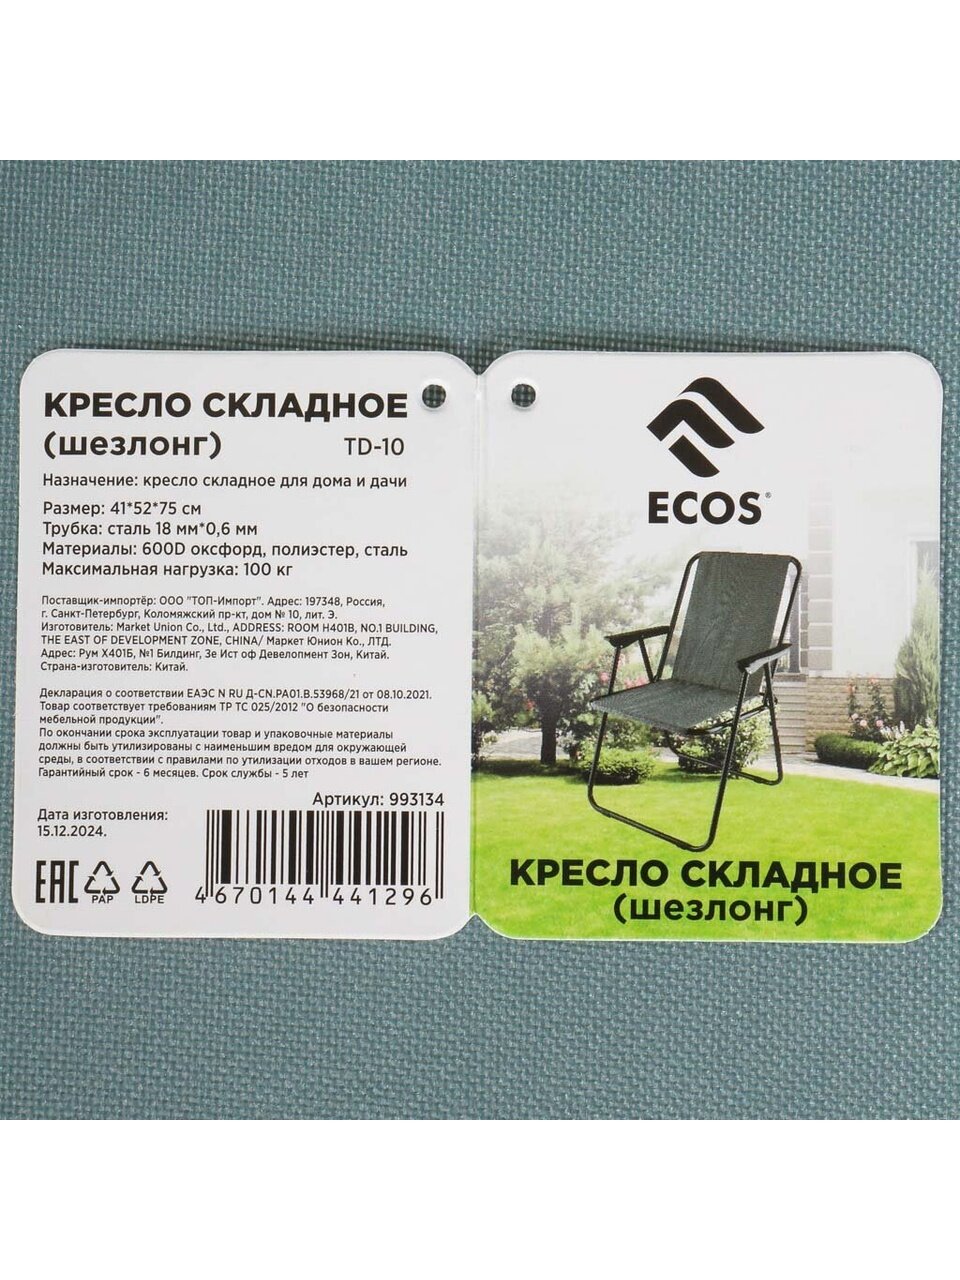 КРЕСЛО СКЛАДНОЕ
(шезлонг) TD-10
Назначение: кресло складное для дома и дачи
Размер: 41*52*75 см
Трубка: сталь 18 мм*0,6 мм
Материалы: 600D оксфорд, полиэстер, сталь
Максимальная нагрузка: 100 кг
Поставщик-импортёр: ООО "ТОП-Импорт". Адрес: 197348, Россия,
г. Санкт-Петербург, Коломяжский пр-кт, дом № 10, лит. Э.
Изготовитель: Market Union Co., Ltd., ADDRESS: ROOM H401B, NO.1 BUILDING,
THE EAST OF DEVELOPMENT ZONE, CHINA/ Маркет Юнион Ко., ЛТД.
Адрес: Рум Х401Б, №1 Билдинг, Зе Ист оф Девелопмент Зон, Китай.
Страна-изготовитель: Китай.
Декларация о соответствии ЕАЭС N RU Д-CN.РА01.В.53968/21 от 08.10.2021.
Товар соответствует требованиям ТР ТС 025/2012 "О безопасности
мебельной продукции".
По окончании срока эксплуатации товар и упаковочные материалы
должны быть утилизированы с наименьшим вредом для окружающей
среды, в соответствии с правилами по утилизации отходов в вашем регионе.
Гарантийный срок - 6 месяцев. Срок службы - 5 лет
Артикул: 993134
Дата изготовления:
15.12.2024.
EAC PAP LDPE
4 670144 441296
ECOS®
КРЕСЛО СКЛАДНОЕ
(шезлонг)